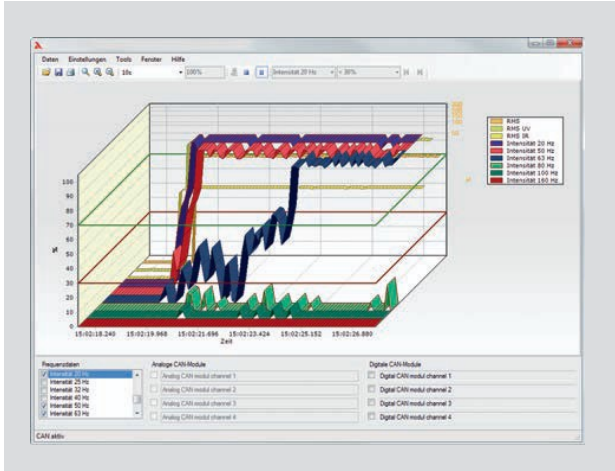 Daten Einstellungen Tools Fenster Hilfe
10s 100% Intensität 20 Hz < 30%
RMS
RMS UV
RMS IR
Intensität 20 Hz
Intensität 50 Hz
Intensität 63 Hz
Intensität 80 Hz
Intensität 100 Hz
Intensität 160 Hz
100
90
80
70
60
50
40
30
20
10
0
%
15:02:18.240 15:02:19.968 15:02:21.696 15:02:23.424 15:02:25.152 15:02:26.880
Zeit
Frequenzdaten
Intensität 20 Hz
Intensität 25 Hz
Intensität 32 Hz
Intensität 40 Hz
Intensität 50 Hz
Intensität 63 Hz
Analoge CAN-Module
Analog CAN modul channel 1
Analog CAN modul channel 2
Analog CAN modul channel 3
Analog CAN modul channel 4
Digitale CAN-Module
Digital CAN modul channel 1
Digital CAN modul channel 2
Digital CAN modul channel 3
Digital CAN modul channel 4
CAN aktiv